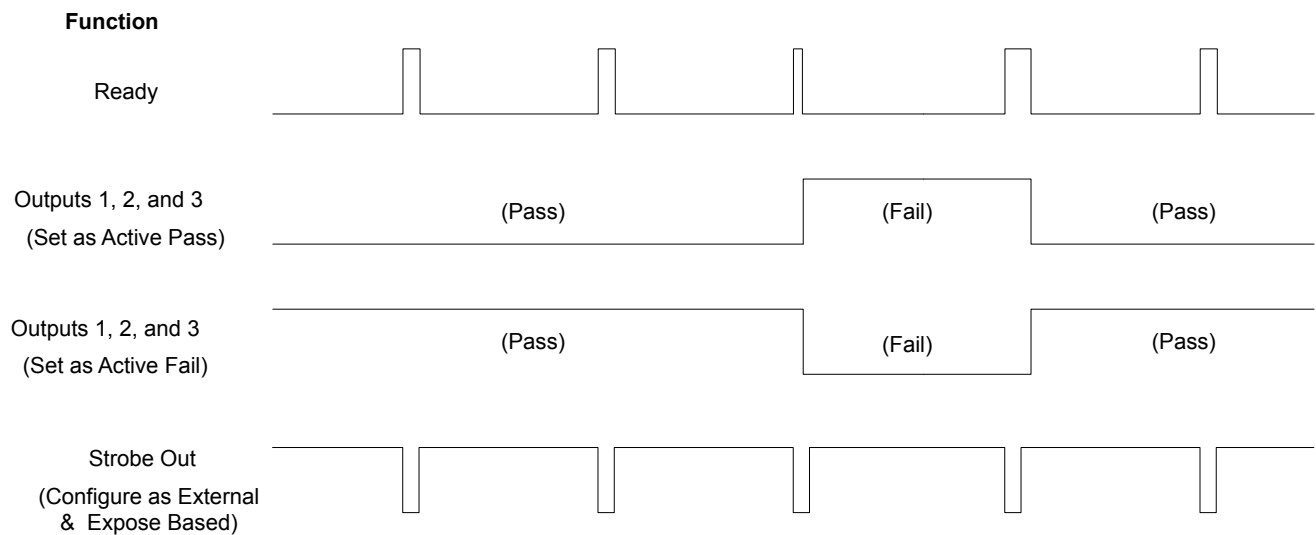 Function
Ready
Outputs 1, 2, and 3
(Set as Active Pass)
(Pass)
(Fail)
(Pass)
Outputs 1, 2, and 3
(Set as Active Fail)
(Pass)
(Fail)
(Pass)
Strobe Out
(Configure as External
& Expose Based)